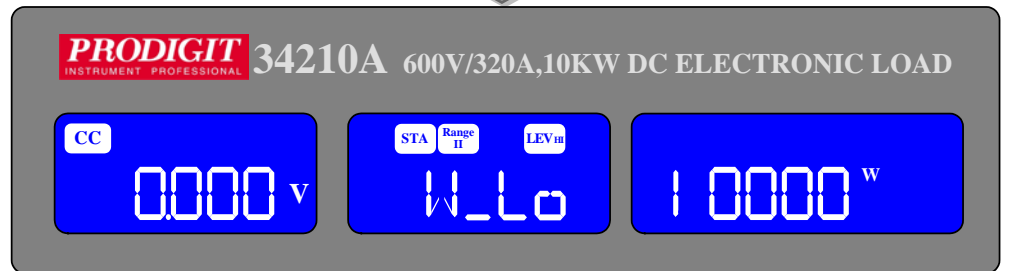 PRODIGIT
INSTRUMENT PROFESSIONAL
34210A 600V/320A,10KW DC ELECTRONIC LOAD
CC
0.000 V
STA Range II LEV HI
W_Lo
10000 W